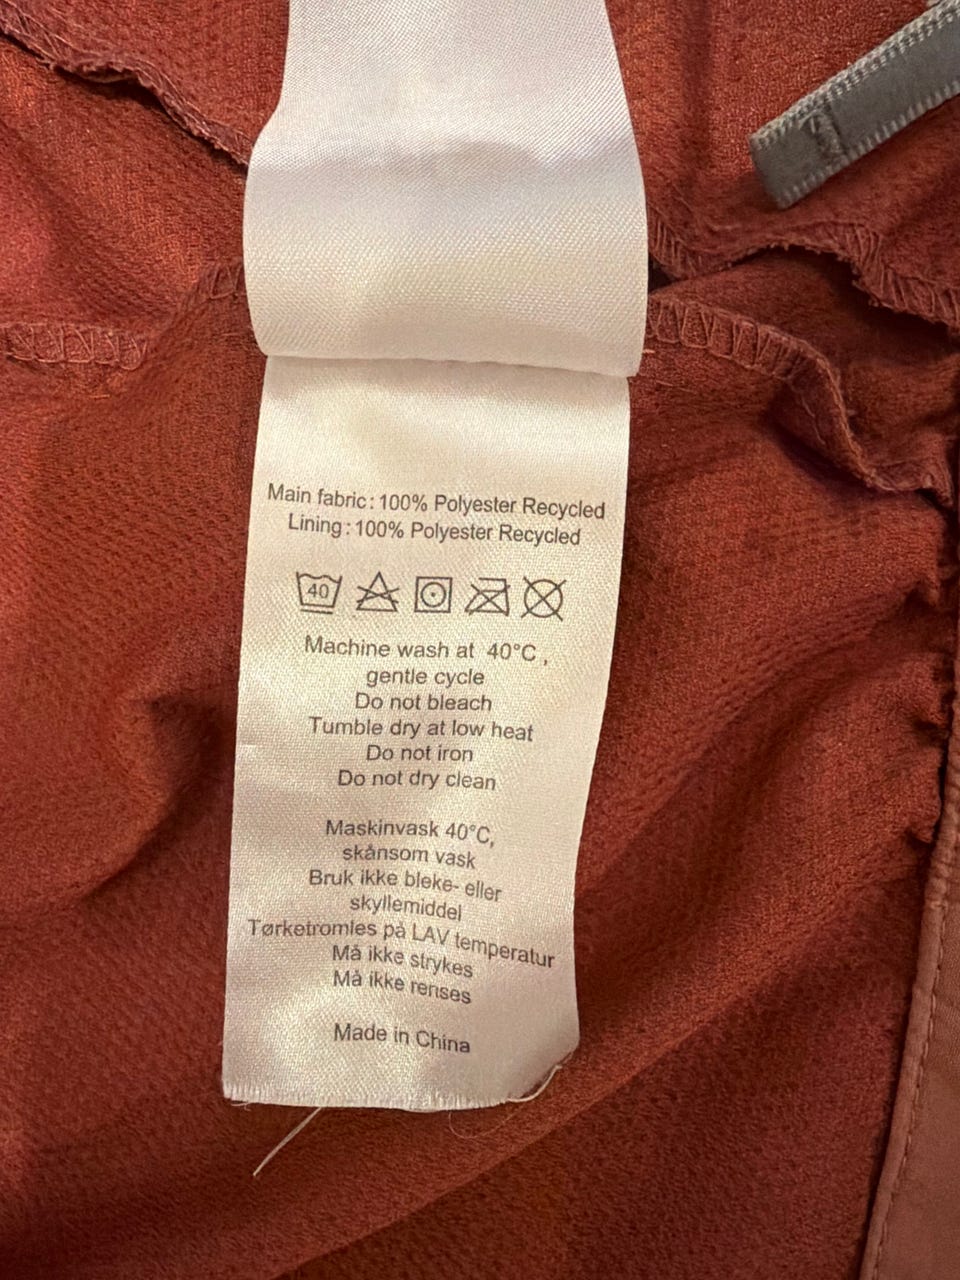 Main fabric: 100% Polyester Recycled
Lining: 100% Polyester Recycled
40
Machine wash at 40°C,
gentle cycle
Do not bleach
Tumble dry at low heat
Do not iron
Do not dry clean
Maskinvask 40°C,
skånsom vask
Bruk ikke bleke- eller
skyllemiddel
Tørketromles på LAV temperatur
Må ikke strykes
Må ikke renses
Made in China